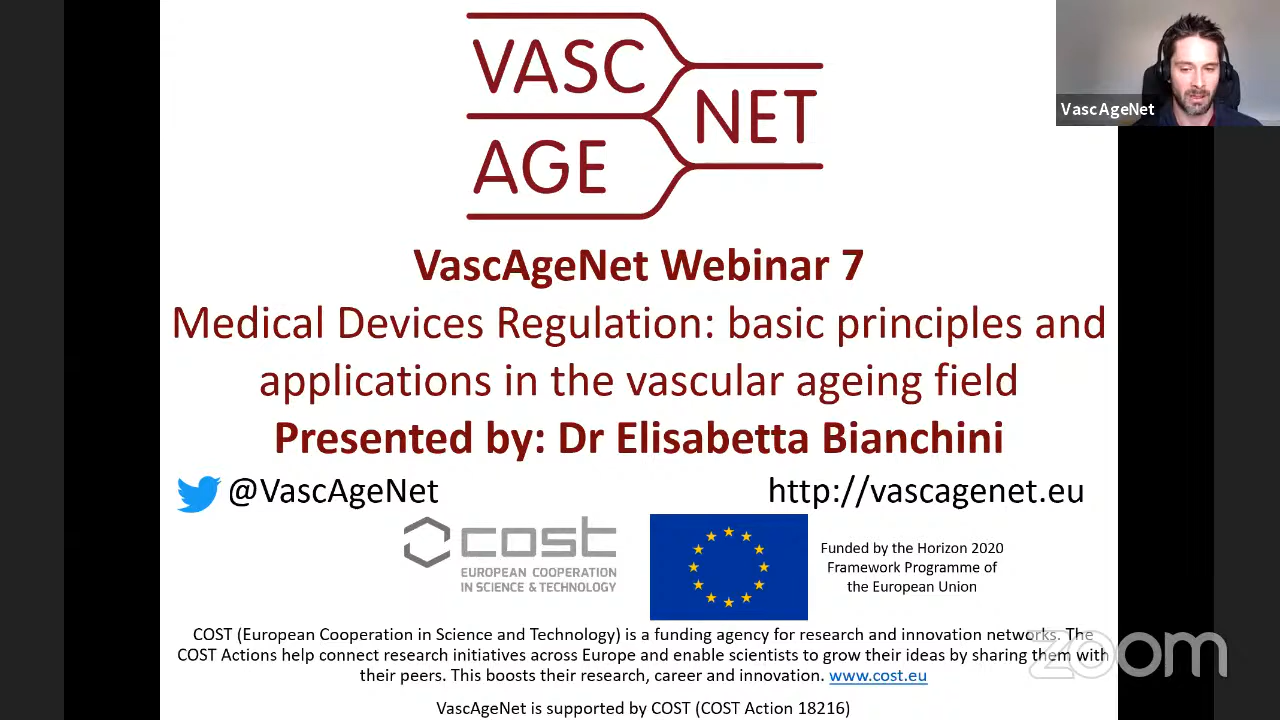 VASC
NET
AGE
VascAgeNet
VascAgeNet Webinar 7
Medical Devices Regulation: basic principles and
applications in the vascular ageing field
Presented by: Dr Elisabetta Bianchini
@VascAgeNet
http://vascagenet.eu
cost
EUROPEAN COOPERATION
IN SCIENCE & TECHNOLOGY
Funded by the Horizon 2020
Framework Programme of
the European Union
COST (European Cooperation in Science and Technology) is a funding agency for research and innovation networks. The
COST Actions help connect research initiatives across Europe and enable scientists to grow their ideas by sharing them with
their peers. This boosts their research, career and innovation. www.cost.eu
zoom
VascAgeNet is supported by COST (COST Action 18216)